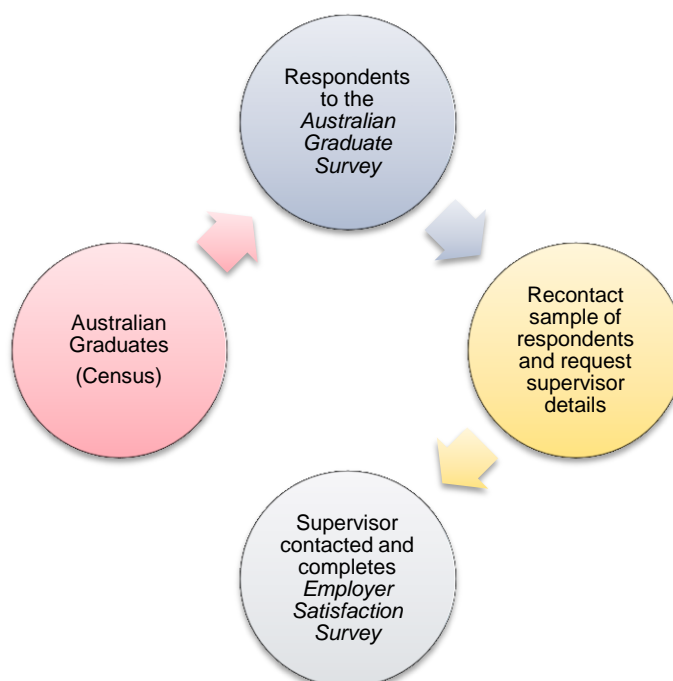 Respondents
to the
Australian
Graduate
Survey
Australian
Graduates
(Census)
Recontact
sample of
respondents
and request
supervisor
details
Supervisor
contacted and
completes
Employer
Satisfaction
Survey